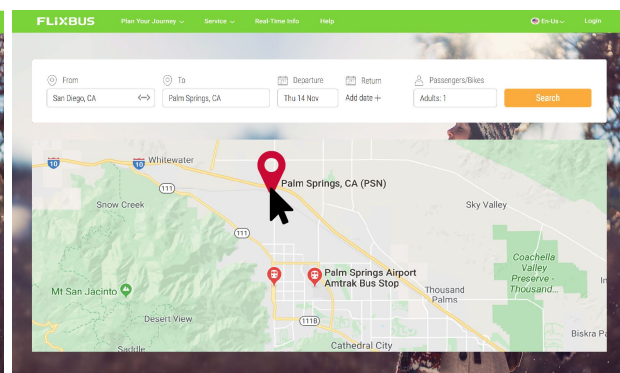 FLiXBUS Plan Your Journey Service Real-Time Info Help En-Us Login
From To Departure Return Passengers/Bikes
San Diego, CA Palm Springs, CA Thu 14 Nov Add date + Adults: 1 Search
10 10 Whitewater
111 Palm Springs, CA (PSN)
Snow Creek Sky Valley
111
Coachella
Valley
Preserve -
Thousand...
Palm Springs Airport
Amtrak Bus Stop
Mt San Jacinto
Thousand
Palms
In
Desert View 111B
Biskra Pa
Saddle Cathedral City